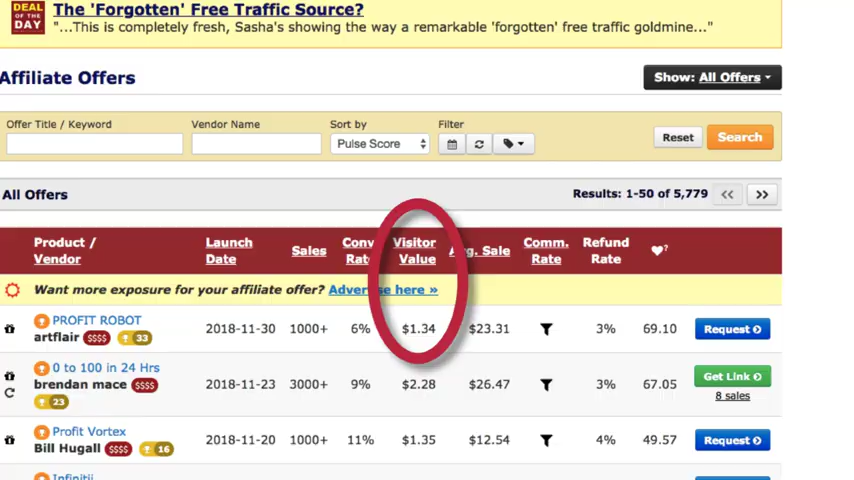 DEAL OF THE DAY
The 'Forgotten' Free Traffic Source?
"...This is completely fresh, Sasha's showing the way a remarkable 'forgotten' free traffic goldmine..."
Affiliate Offers
Show: All Offers
Offer Title / Keyword Vendor Name Sort by Filter
Pulse Score Reset Search
All Offers Results: 1-50 of 5,779 << >>
Product / Vendor Launch Date Sales Conv Rate Visitor Value Sale Comm. Rate Refund Rate ?
Want more exposure for your affiliate offer? Advertise here »
PROFIT ROBOT
artflair $$$$ 33 2018-11-30 1000+ 6% $1.34 $23.31 3% 69.10 Request
0 to 100 in 24 Hrs
brendan mace $$$$ 2018-11-23 3000+ 9% $2.28 $26.47 3% 67.05 Get Link
23 8 sales
Profit Vortex
Bill Hugall $$$$ 16 2018-11-20 1000+ 11% $1.35 $12.54 4% 49.57 Request
Infinitii